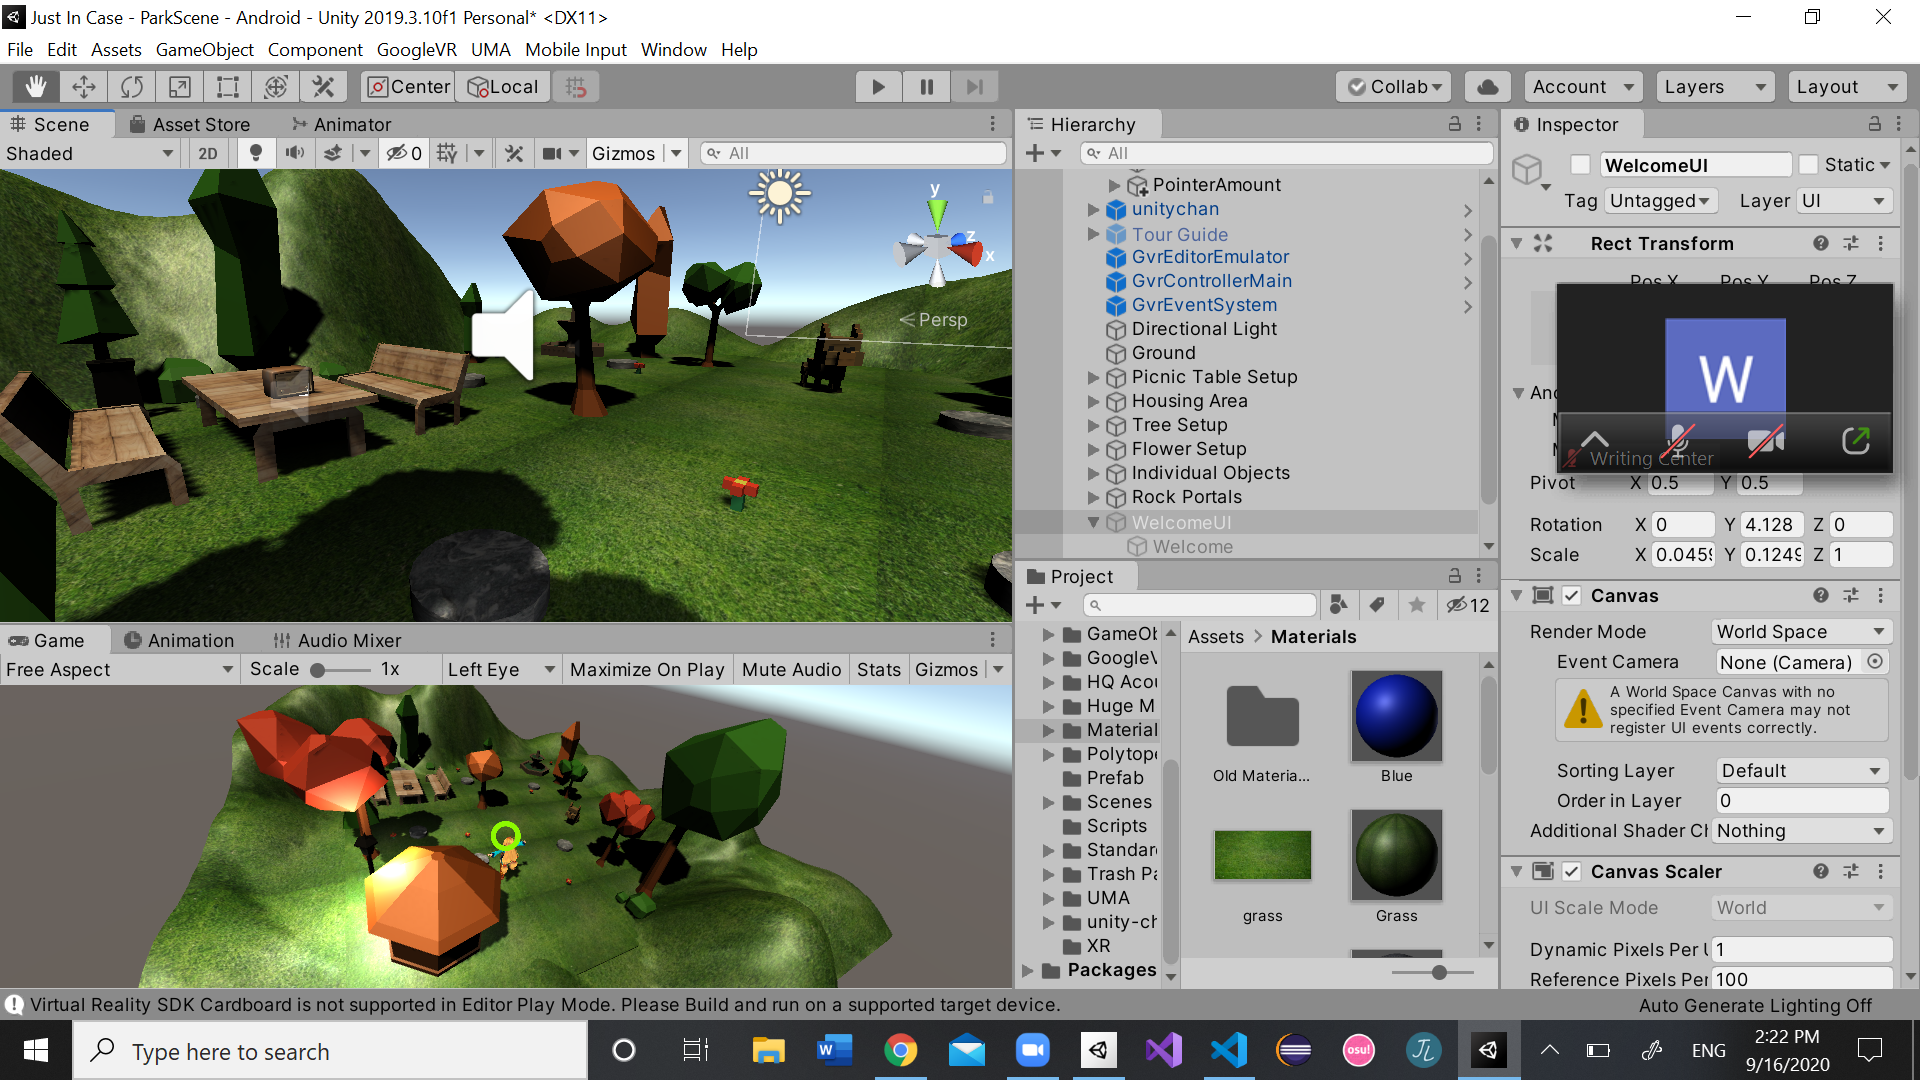 Just In Case - ParkScene - Android - Unity 2019.3.10f1 Personal* <DX11>
File Edit Assets GameObject Component GoogleVR UMA Mobile Input Window Help
Center Local Collab Account Layers Layout
Scene Asset Store Animator
Shaded 2D 0 Gizmos All
y z x
Persp
Hierarchy
All
PointerAmount
unitychan
Tour Guide
GvrEditorEmulator
GvrControllerMain
GvrEventSystem
Directional Light
Ground
Picnic Table Setup
Housing Area
Tree Setup
Flower Setup
Individual Objects
Rock Portals
WelcomeUI
Welcome
Inspector
WelcomeUI Static
Tag Untagged Layer UI
Rect Transform
Pos X Pos Y Pos Z
W
Writing Center
Pivot X 0.5 Y 0.5
Rotation X 0 Y 4.128 Z 0
Scale X 0.0459 Y 0.1249 Z 1
Canvas
Render Mode World Space
Event Camera None (Camera)
A World Space Canvas with no
specified Event Camera may not
register UI events correctly.
Sorting Layer Default
Order in Layer 0
Additional Shader Cl Nothing
Canvas Scaler
UI Scale Mode World
Dynamic Pixels Per U 1
Reference Pixels Per 100
Game Animation Audio Mixer
Free Aspect Scale 1x Left Eye Maximize On Play Mute Audio Stats Gizmos
Project
12
GameOb
GoogleV
HQ Acou
Huge M
Material
Polytope
Prefab
Scenes
Scripts
Standar
Trash Pa
UMA
unity-ch
XR
Packages
Assets > Materials
Old Materia...
Blue
grass
Grass
Virtual Reality SDK Cardboard is not supported in Editor Play Mode. Please Build and run on a supported target device.
Auto Generate Lighting Off
Type here to search
W
osu!
JL
ENG
2:22 PM
9/16/2020